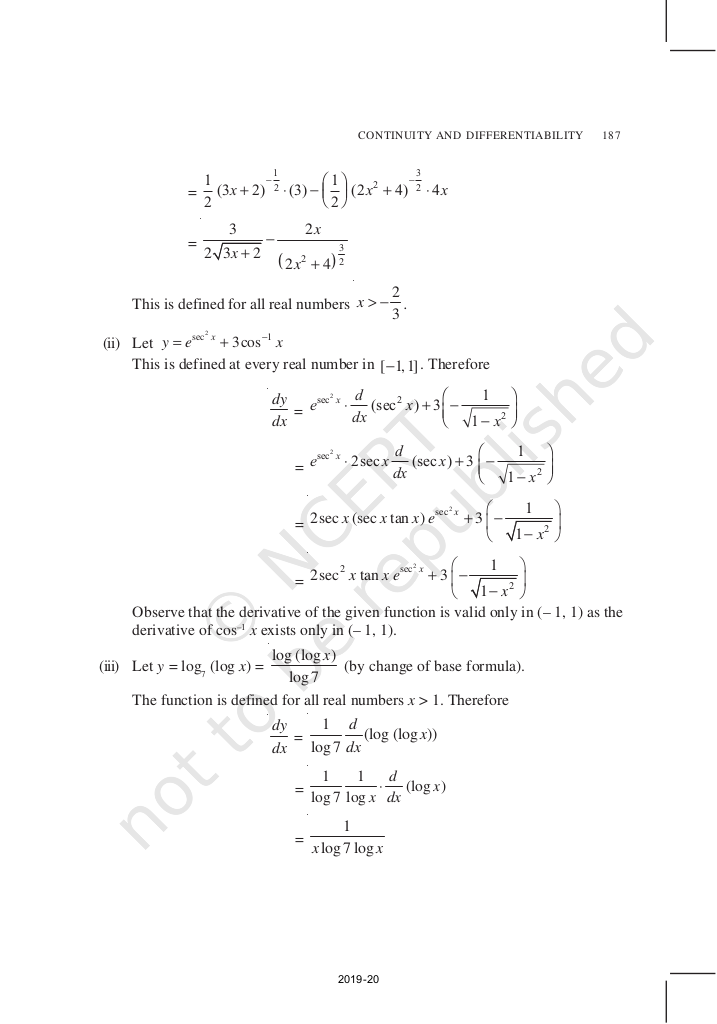 CONTINUITY AND DIFFERENTIABILITY 187
= \frac{1}{2}(3x+2)^{-\frac{1}{2}} \cdot (3) - \left(\frac{1}{2}\right)(2x^2+4)^{-\frac{3}{2}} \cdot 4x
= \frac{3}{2\sqrt{3x+2}} - \frac{2x}{(2x^2+4)^{\frac{3}{2}}}
This is defined for all real numbers x > -\frac{2}{3}.
(ii) Let y = e^{\sec^2 x} + 3\cos^{-1} x
This is defined at every real number in [−1, 1]. Therefore
\frac{dy}{dx} = e^{\sec^2 x} \cdot \frac{d}{dx}(\sec^2 x) + 3\left(-\frac{1}{\sqrt{1-x^2}}\right)
= e^{\sec^2 x} \cdot 2\sec x \frac{d}{dx}(\sec x) + 3\left(-\frac{1}{\sqrt{1-x^2}}\right)
= 2\sec x (\sec x \tan x) e^{\sec^2 x} + 3\left(-\frac{1}{\sqrt{1-x^2}}\right)
= 2\sec^2 x \tan x e^{\sec^2 x} + 3\left(-\frac{1}{\sqrt{1-x^2}}\right)
Observe that the derivative of the given function is valid only in (– 1, 1) as the
derivative of cos⁻¹ x exists only in (– 1, 1).
(iii) Let y = log₇ (log x) = \frac{\log(\log x)}{\log 7} (by change of base formula).
The function is defined for all real numbers x > 1. Therefore
\frac{dy}{dx} = \frac{1}{\log 7} \frac{d}{dx}(\log(\log x))
= \frac{1}{\log 7} \frac{1}{\log x} \cdot \frac{d}{dx}(\log x)
= \frac{1}{x \log 7 \log x}
© NCERT
not to be republished
2019-20